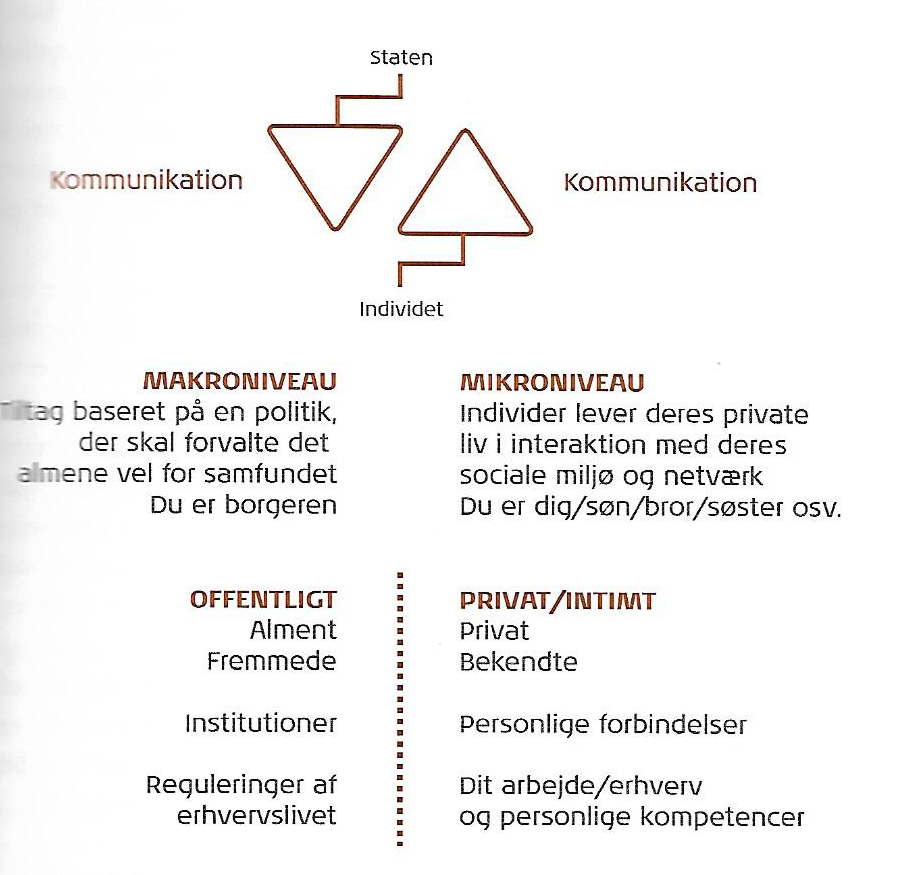 Staten
Kommunikation
Kommunikation
Individet
MAKRONIVEAU
Tiltag baseret på en politik,
der skal forvalte det
almene vel for samfundet
Du er borgeren
MIKRONIVEAU
Individer lever deres private
liv i interaktion med deres
sociale miljø og netværk
Du er dig/søn/bror/søster osv.
OFFENTLIGT
Alment
Fremmede
Institutioner
Reguleringer af
erhvervslivet
PRIVAT/INTIMT
Privat
Bekendte
Personlige forbindelser
Dit arbejde/erhverv
og personlige kompetencer